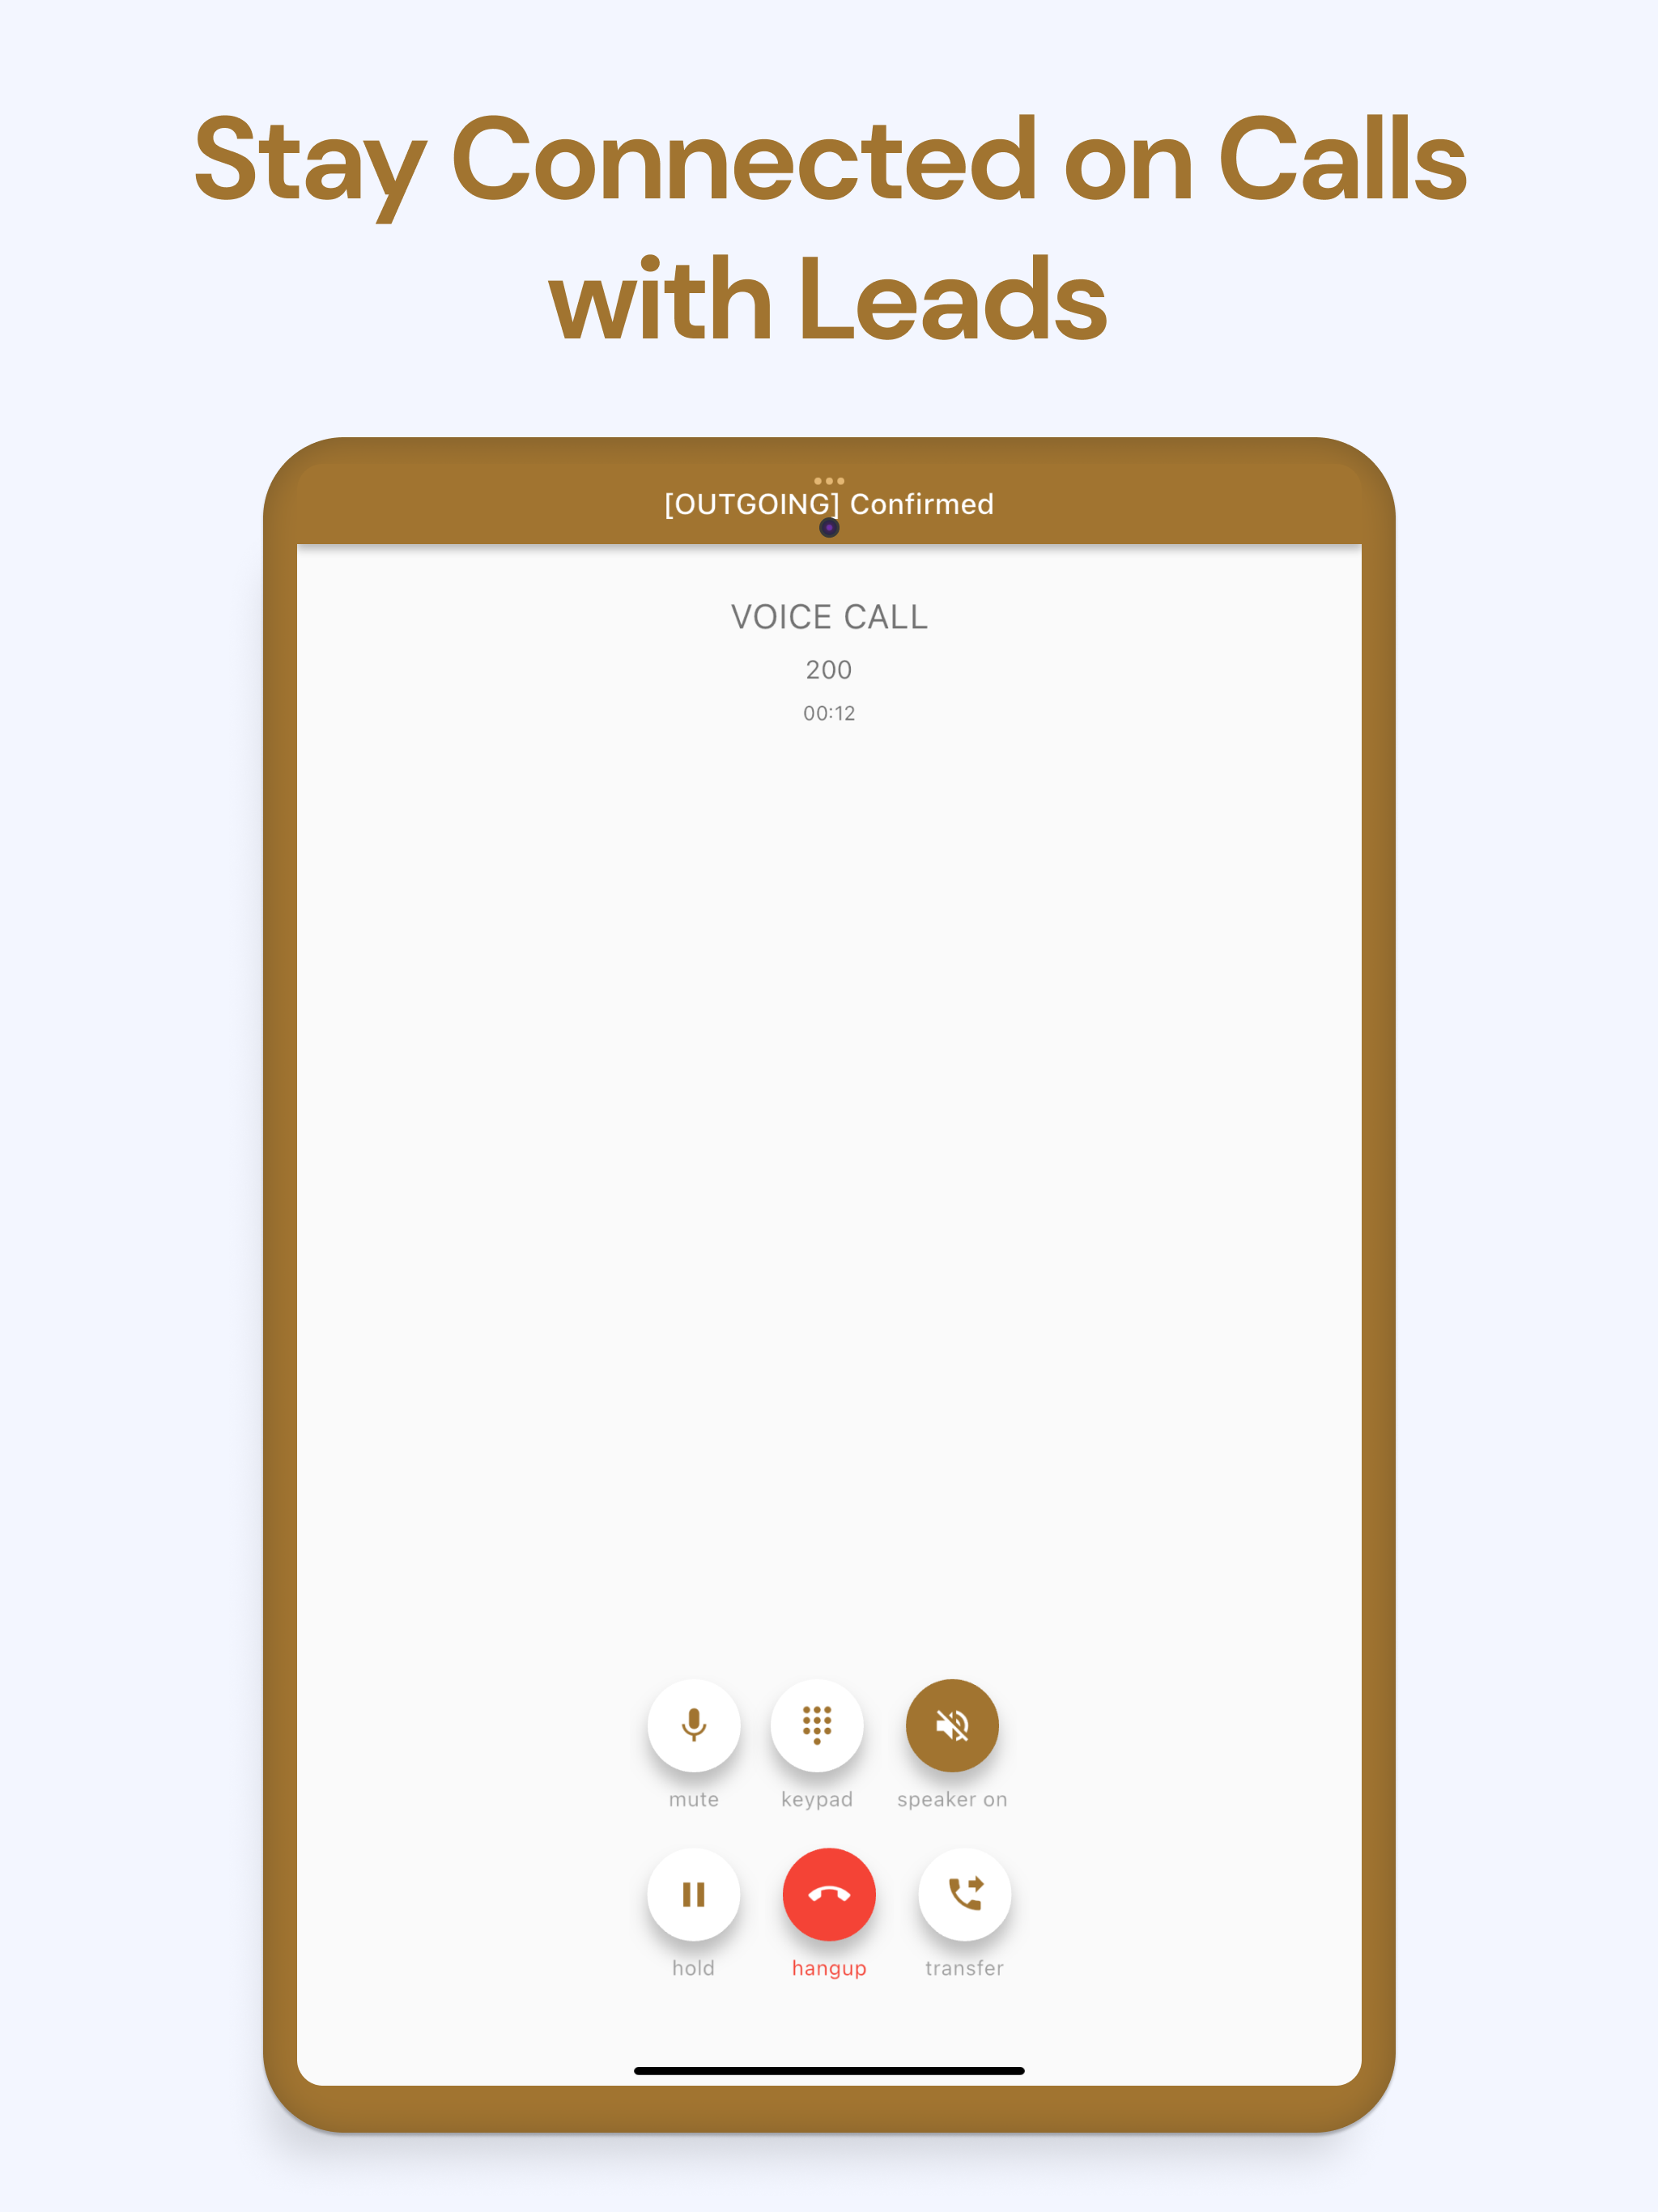 Stay Connected on Calls
with Leads
[OUTGOING] Confirmed
VOICE CALL
200
00:12
mute keypad speaker on
hold hangup transfer